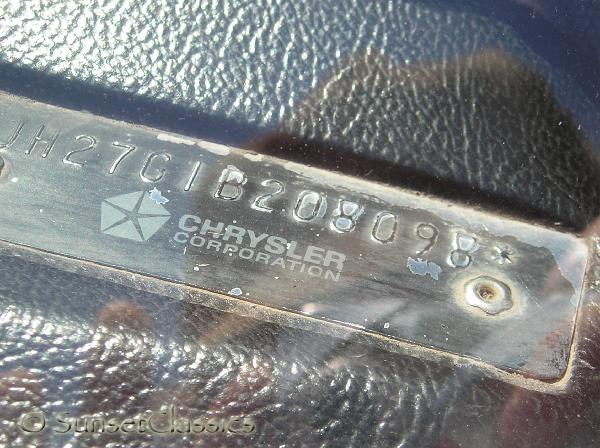 JH27G1B208098*
CHRYSLER
CORPORATION
© SunsetClassics